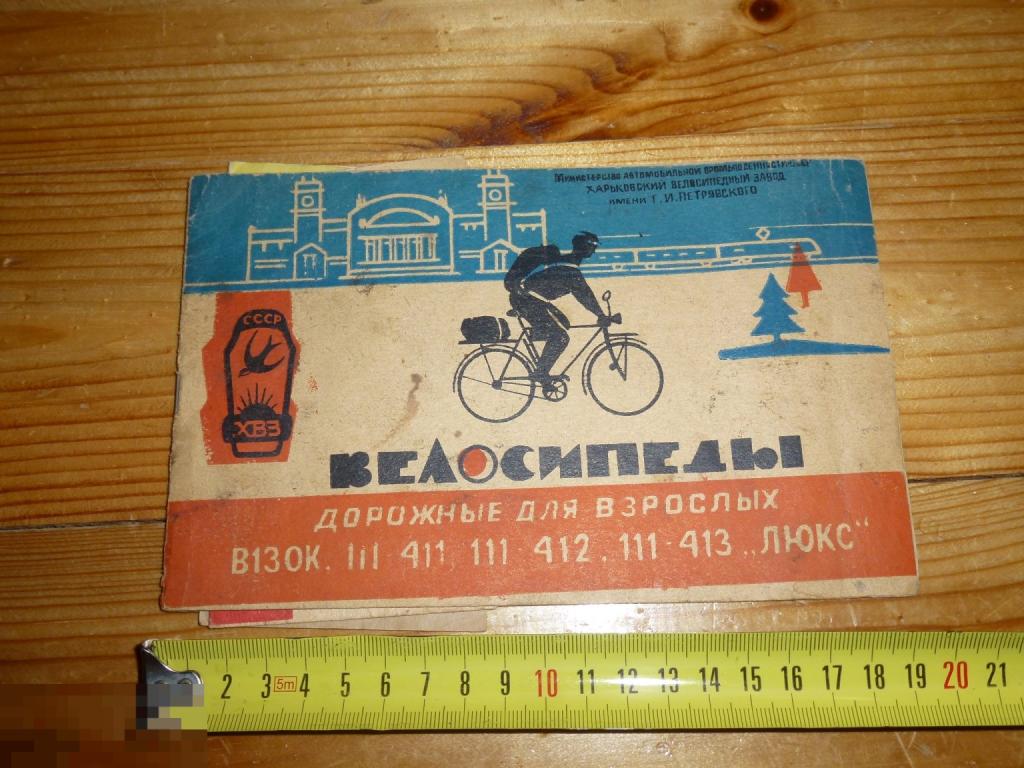 Министерство автомобильной промышленности СССР
Харьковский велосипедный завод
имени Г.И.Петровского
СССР
ХВЗ
ВЕЛОСИПЕДЫ
ДОРОЖНЫЕ ДЛЯ ВЗРОСЛЫХ
В130К. 111 411, 111-412, 111-413 „ЛЮКС“
2 3 5m 4 5 6 7 8 9 10 11 12 13 14 15 16 17 18 19 20 21